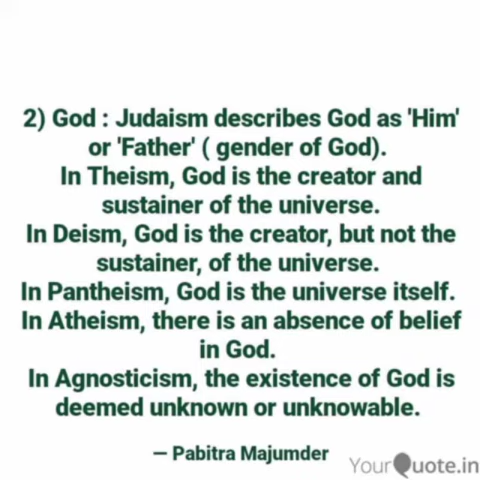 2) God : Judaism describes God as 'Him'
or 'Father' ( gender of God).
In Theism, God is the creator and
sustainer of the universe.
In Deism, God is the creator, but not the
sustainer, of the universe.
In Pantheism, God is the universe itself.
In Atheism, there is an absence of belief
in God.
In Agnosticism, the existence of God is
deemed unknown or unknowable.
— Pabitra Majumder
YourQuote.in